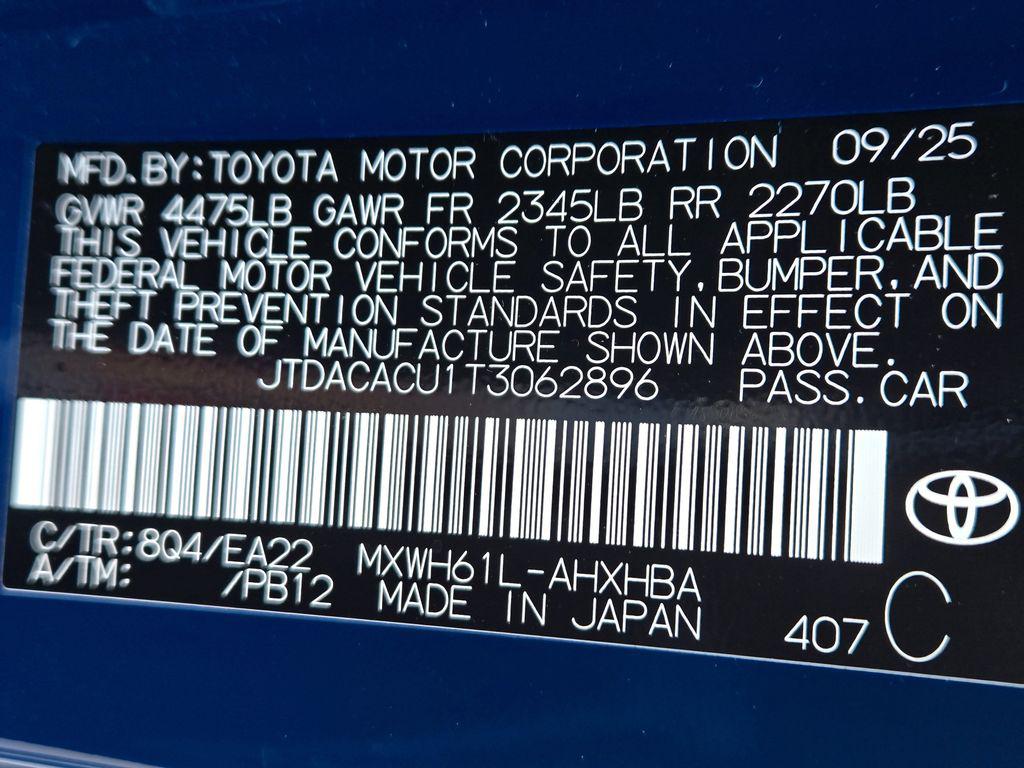 MFD.BY:TOYOTA MOTOR CORPORATION 09/25
GVWR 4475LB GAWR FR 2345LB RR 2270LB
THIS VEHICLE CONFORMS TO ALL APPLICABLE
FEDERAL MOTOR VEHICLE SAFETY,BUMPER,AND
THEFT PREVENTION STANDARDS IN EFFECT ON
THE DATE OF MANUFACTURE SHOWN ABOVE.
JTDACACU1T3062896 PASS.CAR
C/TR:8Q4/EA22 MXWH61L-AHXHBA
A/TM: /PB12 MADE IN JAPAN 407 C